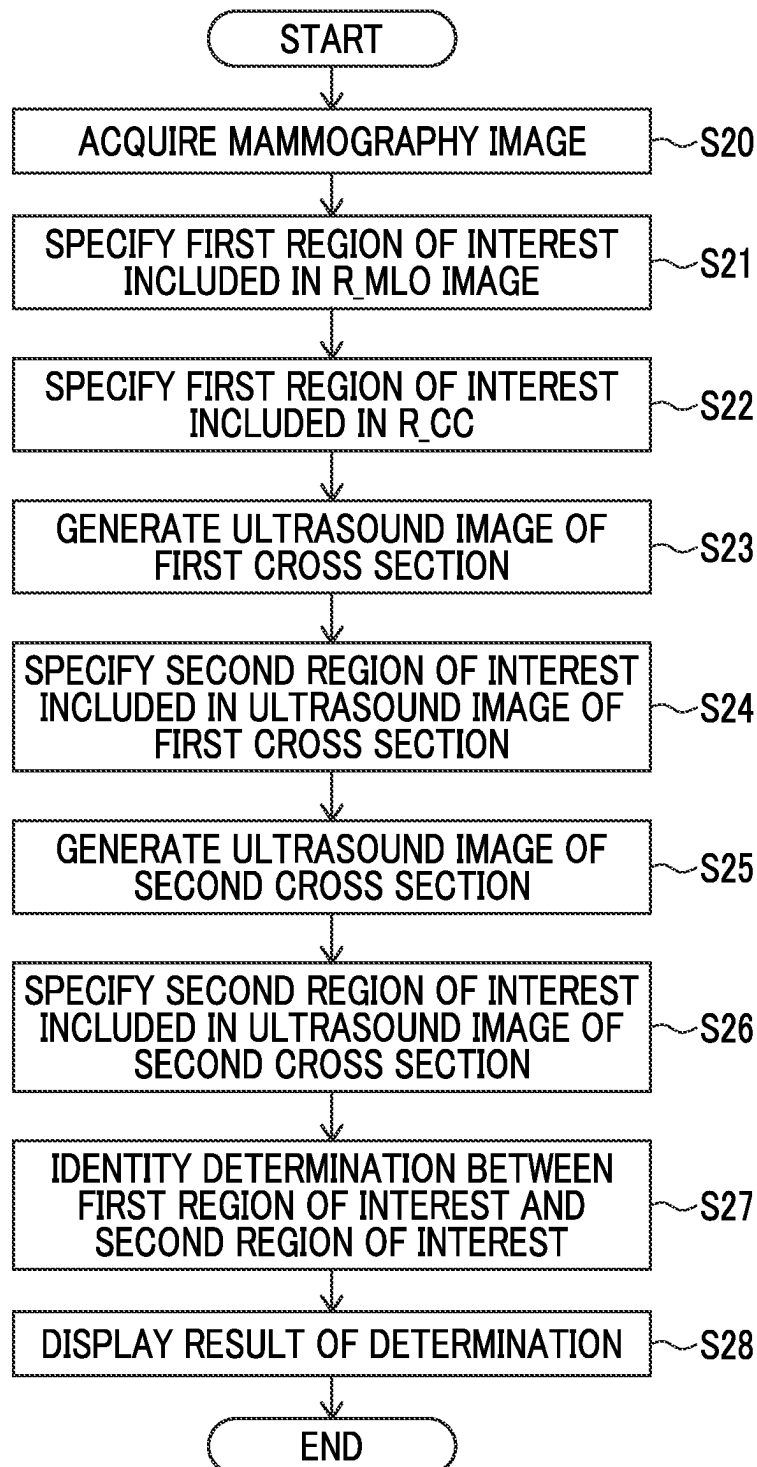 START
ACQUIRE MAMMOGRAPHY IMAGE
S20
SPECIFY FIRST REGION OF INTEREST
INCLUDED IN R_MLO IMAGE
S21
SPECIFY FIRST REGION OF INTEREST
INCLUDED IN R_CC
S22
GENERATE ULTRASOUND IMAGE OF
FIRST CROSS SECTION
S23
SPECIFY SECOND REGION OF INTEREST
INCLUDED IN ULTRASOUND IMAGE OF
FIRST CROSS SECTION
S24
GENERATE ULTRASOUND IMAGE OF
SECOND CROSS SECTION
S25
SPECIFY SECOND REGION OF INTEREST
INCLUDED IN ULTRASOUND IMAGE OF
SECOND CROSS SECTION
S26
IDENTITY DETERMINATION BETWEEN
FIRST REGION OF INTEREST AND
SECOND REGION OF INTEREST
S27
DISPLAY RESULT OF DETERMINATION
S28
END